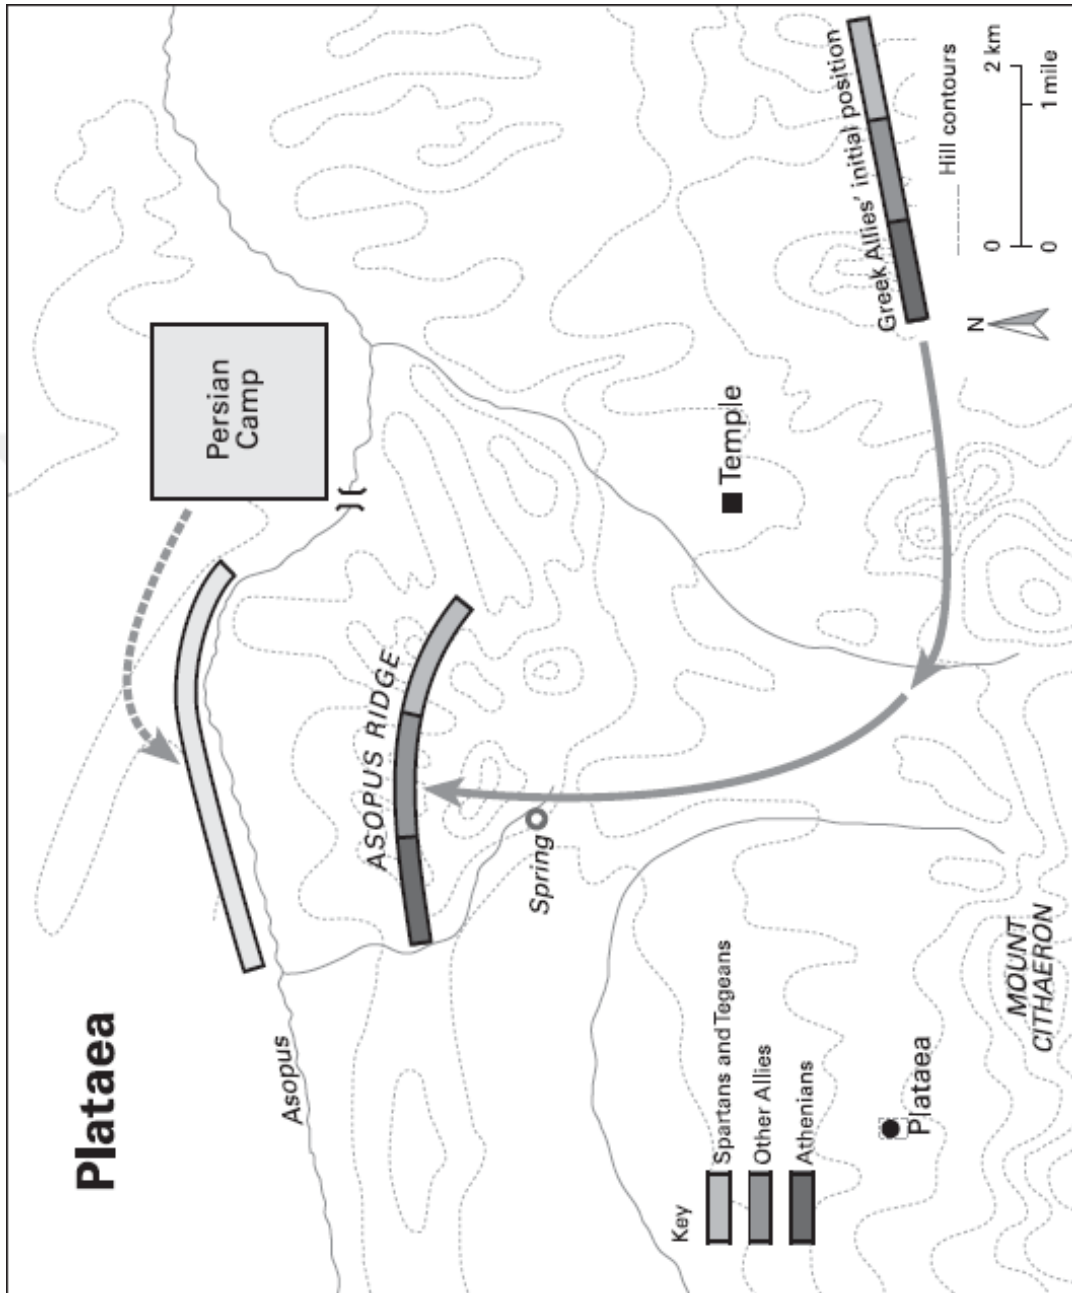 Plataea
Asopus
Persian
Camp
ASOPUS RIDGE
Spring
Temple
Greek Allies' initial position
Key
Spartans and Tegeans
Other Allies
Athenians
Plataea
MOUNT
CITHAERON
N
Hill contours
0 2 km
0 1 mile